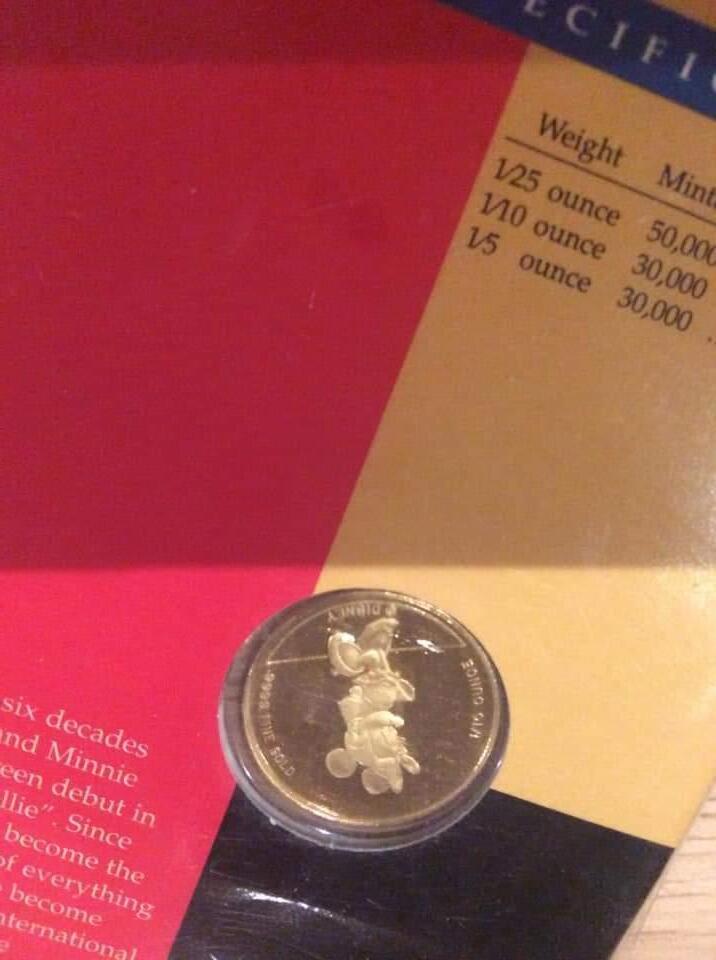 ECIFIC
Weight Mint
1/25 ounce 50,000
1/10 ounce 30,000
1/5 ounce 30,000 ..
© DISNEY
1/10 OUNCE
.9999 FINE GOLD
six decades
and Minnie
een debut in
llie". Since
become the
of everything
become
nternational
e